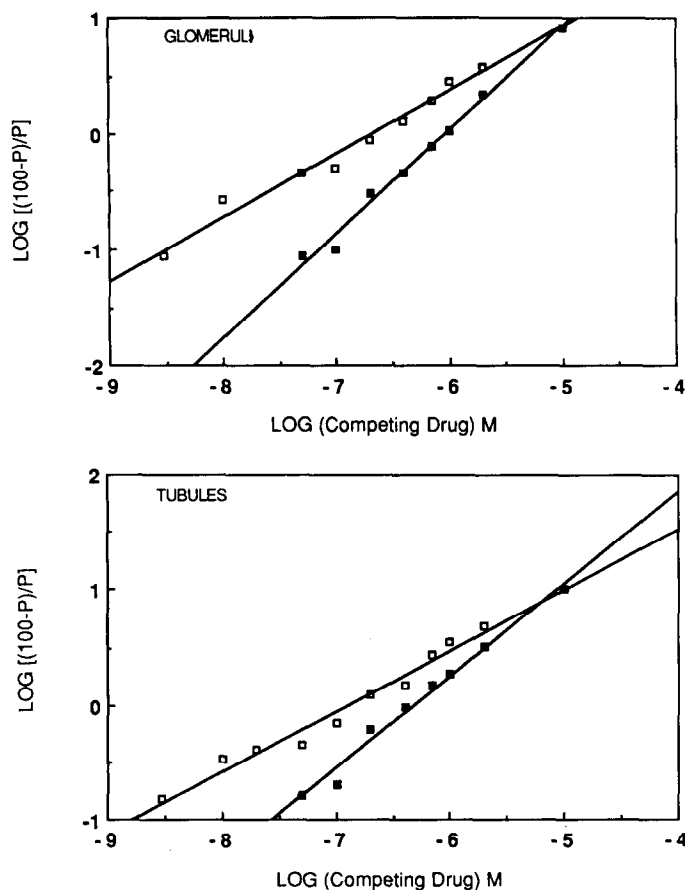 GLOMERULI
1
0
-1
-2
LOG [(100-P)/P]
-9 -8 -7 -6 -5 -4
LOG (Competing Drug) M
TUBULES
2
1
0
-1
LOG [(100-P)/P]
-9 -8 -7 -6 -5 -4
LOG (Competing Drug) M